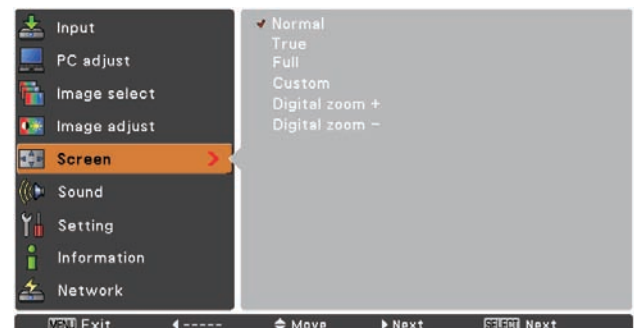 Input
PC adjust
Image select
Image adjust
Screen
Sound
Setting
Information
Network
Normal
True
Full
Custom
Digital zoom +
Digital zoom –
MENU Exit ----- Move Next SELECT Next